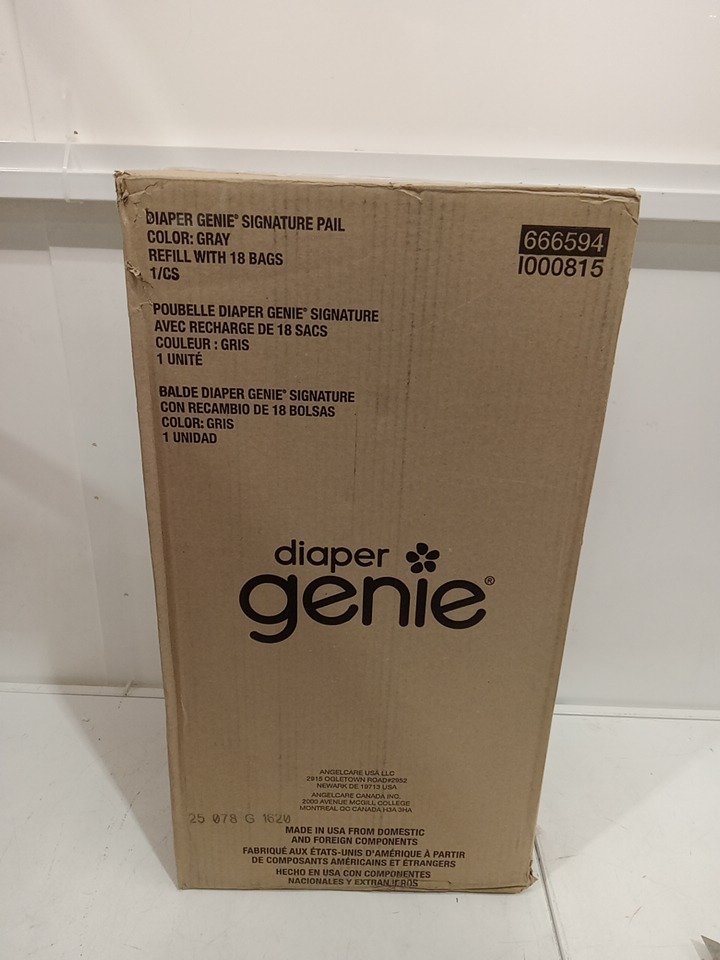 DIAPER GENIE® SIGNATURE PAIL
COLOR: GRAY
REFILL WITH 18 BAGS
1/CS
666594
I000815
POUBELLE DIAPER GENIE® SIGNATURE
AVEC RECHARGE DE 18 SACS
COULEUR : GRIS
1 UNITÉ
BALDE DIAPER GENIE® SIGNATURE
CON RECAMBIO DE 18 BOLSAS
COLOR: GRIS
1 UNIDAD
diaper
genie®
ANGELCARE USA LLC
2915 OGLETOWN ROAD#2952
NEWARK DE 19713 USA
ANGELCARE CANADA INC.
2000 AVENUE MCGILL COLLEGE
MONTREAL QC CANADA H3A 3HA
25 078 G 1620
MADE IN USA FROM DOMESTIC
AND FOREIGN COMPONENTS
FABRIQUÉ AUX ÉTATS-UNIS D'AMÉRIQUE À PARTIR
DE COMPOSANTS AMÉRICAINS ET ÉTRANGERS
HECHO EN USA CON COMPONENTES
NACIONALES Y EXTRANJEROS